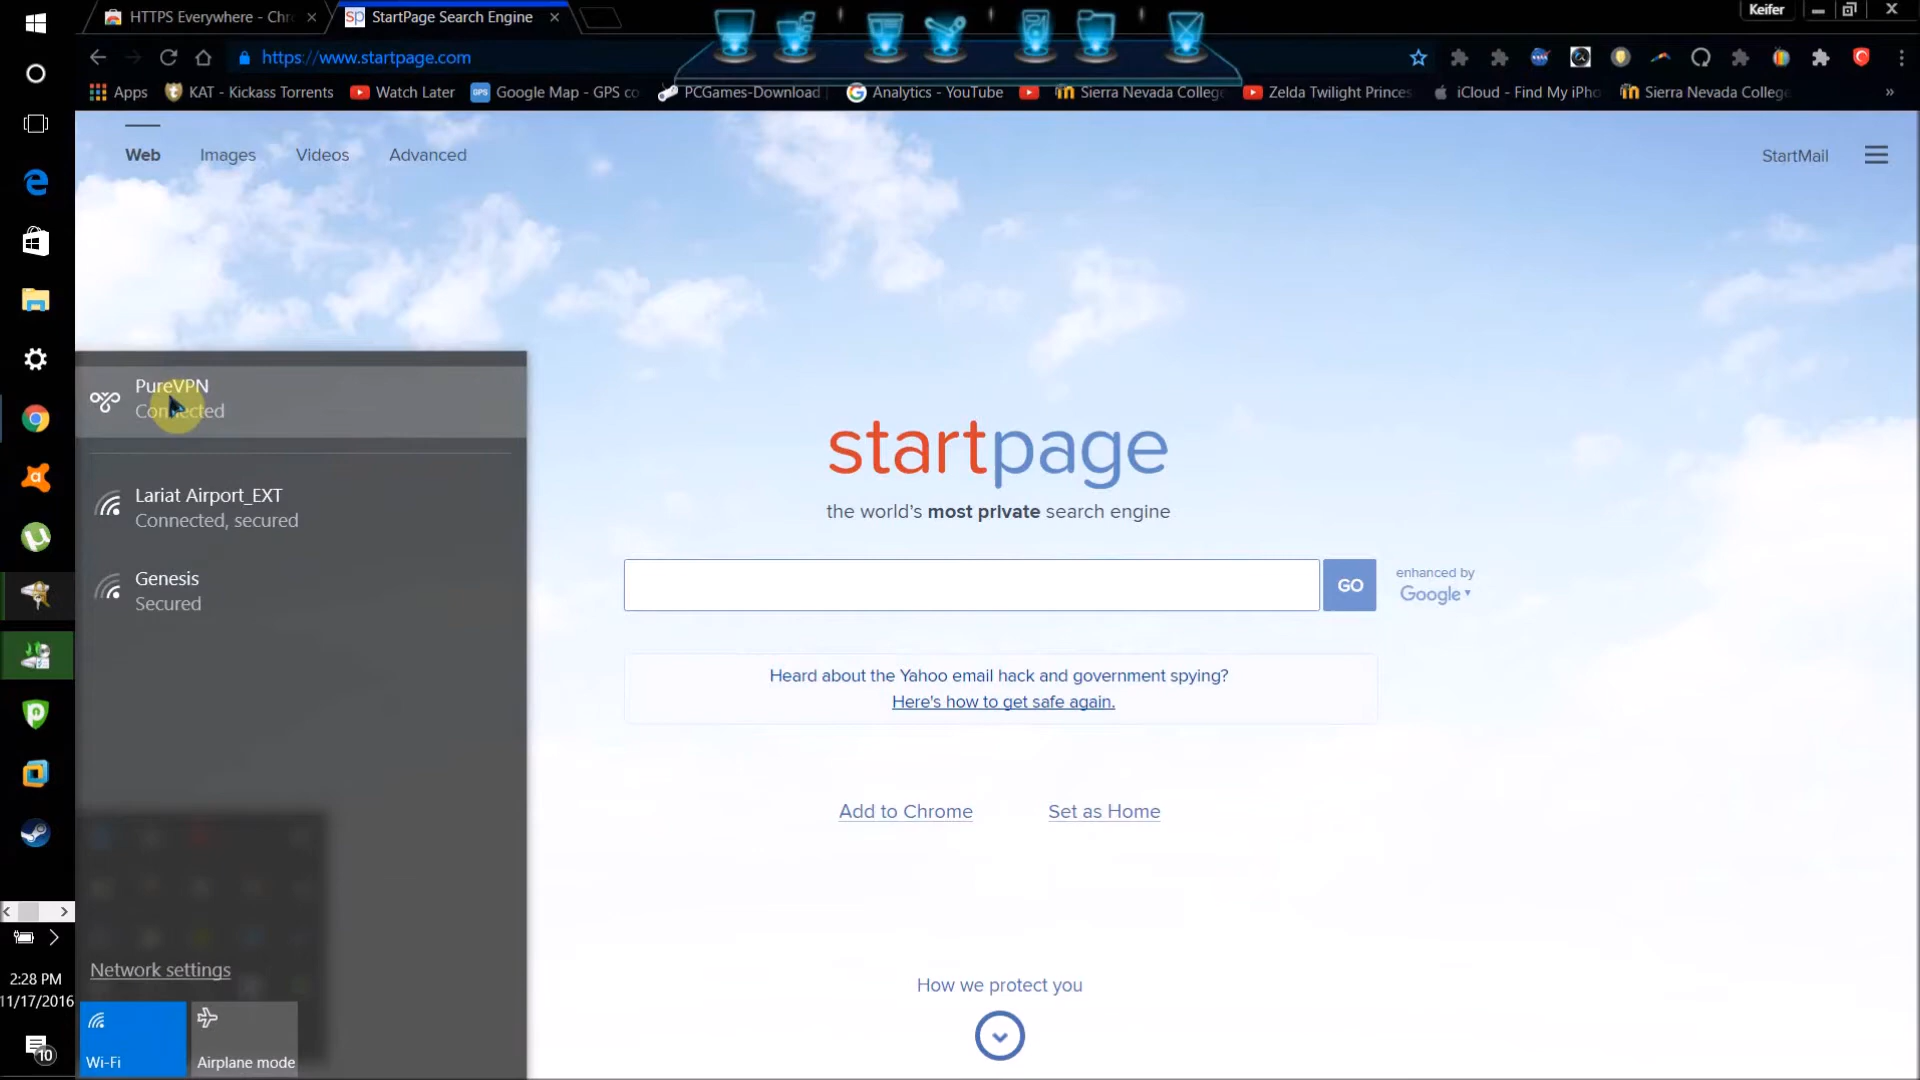 HTTPS Everywhere - Chr
StartPage Search Engine
Keifer
https://www.startpage.com
Apps
KAT - Kickass Torrents
Watch Later
Google Map - GPS co
PCGames-Download
Analytics - YouTube
Sierra Nevada Colleg
Zelda Twilight Princes
iCloud - Find My iPho
Sierra Nevada Colleg
»
Web
Images
Videos
Advanced
StartMail
PureVPN
Connected
Lariat Airport_EXT
Connected, secured
Genesis
Secured
startpage
the world's most private search engine
GO
enhanced by
Google
Heard about the Yahoo email hack and government spying?
Here's how to get safe again.
Add to Chrome
Set as Home
How we protect you
Network settings
Wi-Fi
Airplane mode
2:28 PM
11/17/2016
10